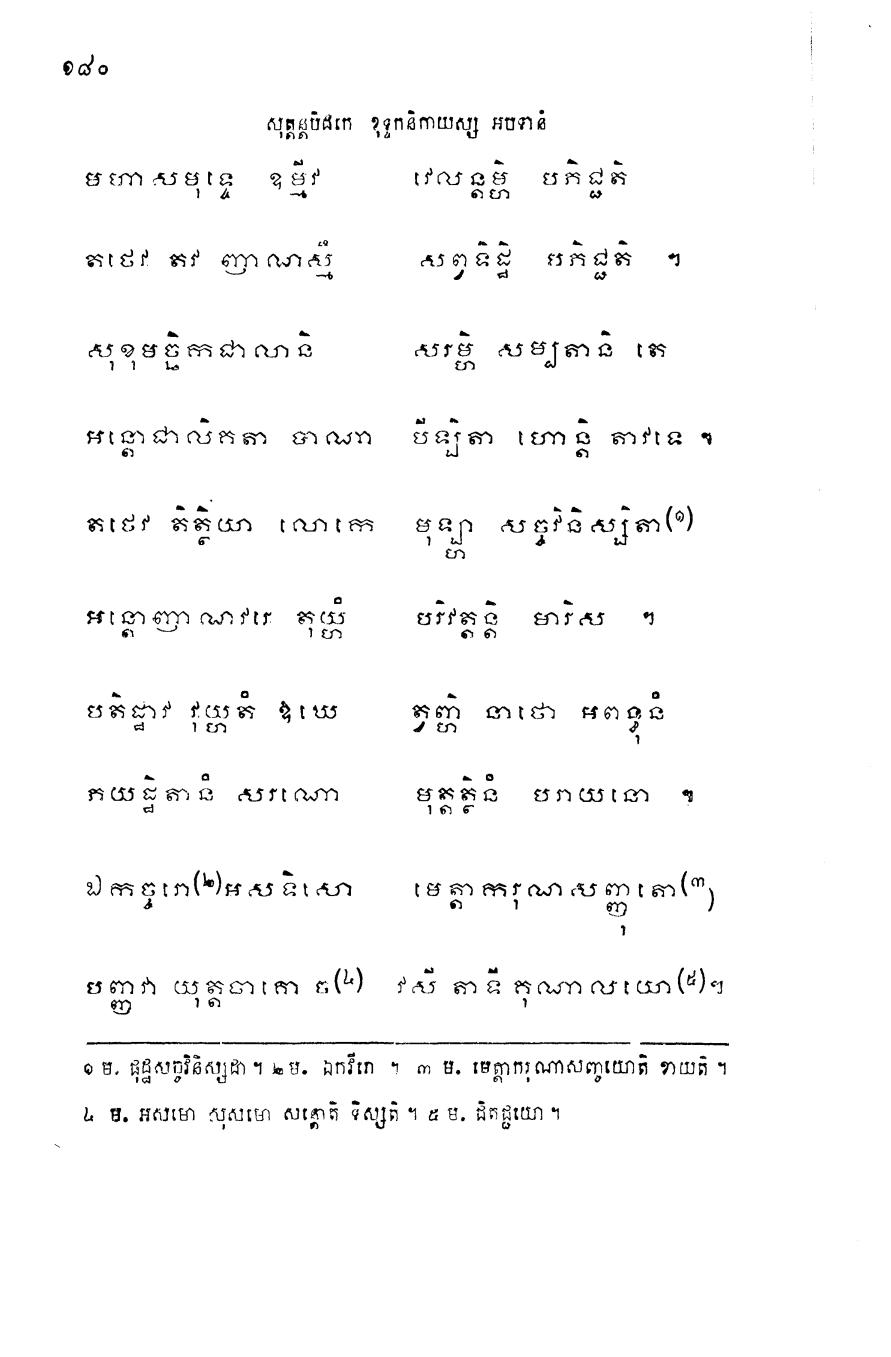 ១៨០
សុត្តន្តបិដកេ ខុទ្ទកនិកាយស្ស អបទានំ
មហាសមុទ្ទេ ឧម្មីវ វេលន្តម្ហិ បភិជ្ជតិ
តថេវ តវ ញាណស្មឹ សព្វទិដ្ឋិ បភិជ្ជតិ ។
សុខុមច្ឆិកជាលានិ សរម្ហិ សម្បតានិ តេ
អន្តោជាលិកតា បាណា បីឡិតា ហោន្តិ តាវទេ ។
តថេវ តិត្ថិយា លោកេ មុឡ្ហា សច្ចវិនិស្សិតា(១)
អន្តោញាណវរេ តុយ្ហំ បរិវត្តន្តិ មារិស ។
បតិដ្ឋាវ វុយ្ហតំ ឱឃេ ត្វញ្ហិ នាថោ អពន្ធុនំ
ភយដ្ឋិតានំ សរណោ មុត្តត្ថិនំ បរាយនោ ។
ឯកច្ចរោ(២)អសទិសោ មេត្តាករុណសញ្ញុតោ(៣)
បញ្ញវា យុត្តចាគោ ច(៤) វសី តាទី គុណាលយោ(៥)។
១ ម. ផុដ្ឋសច្ចវិនិស្សដា ។ ២ ម. ឯកវីរោ ។ ៣ ម. មេត្តាករុណាសញ្ចយោតិ ខាយតិ ។
៤ ម. អសមោ សុសមោ សន្តោតិ ទិស្សតិ ។ ៥ ម. ជិតជ្ជយោ ។